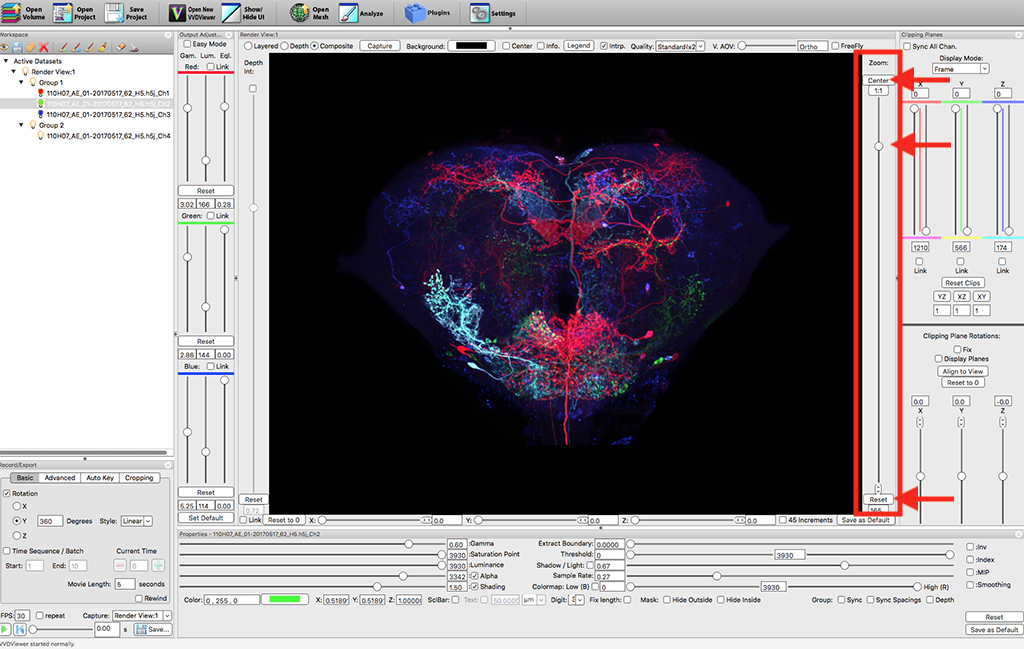 Open Volume
Open Project
Save Project
Open New VVDViewer
Show/ Hide UI
Open Mesh
Analyze
Plugins
Settings
Workspace
Active Datasets
Render View:1
Group 1
110H07_AE_01-20170517_62_H5.h5j_Ch1
110H07_AE_01-20170517_62_H5.h5j_Ch2
110H07_AE_01-20170517_62_H5.h5j_Ch3
Group 2
110H07_AE_01-20170517_62_H5.h5j_Ch4
Record/Export
Basic Advanced Auto Key Cropping
Rotation
X
Y 360 Degrees Style: Linear
Z
Time Sequence / Batch Current Time
Start: 1 End: 10 0
Movie Length: 5 seconds
Rewind
FPS: 30 repeat Capture: Render View:1
0.00 s Save...
VVDViewer started normally.
Output Adjust...
Easy Mode
Gam. Lum. Eql.
Red: Link
Reset
3.02 166 0.28
Green: Link
Reset
2.86 144 0.00
Blue: Link
Reset
5.25 114 0.00
Set Default
Render View:1
Layered Depth Composite Capture Background: Center Info. Legend Intrp. Quality: Standard(x2) V. AOV: Ortho FreeFly
Depth Int:
Reset
0.72
Link Reset to 0 X: 0.0 Y: 0.0 Z: 0.0 45 Increments Save as Default
Zoom:
Center
1:1
Reset
165
Clipping Planes
Sync All Chan.
Display Mode:
Frame
X Y Z
0 0 0
1210 566 174
Link Link Link
Reset Clips
YZ XZ XY
1 1 1
Clipping Plane Rotations:
Fix
Display Planes
Align to View
Reset to 0
0.0 0.0 -0.0
X Y Z
Properties - 110H07_AE_01-20170517_62_H5.h5j_Ch2
0.60 :Gamma Extract Boundary: 0.0000
3930 :Saturation Point Threshold: 0 3930
3930 :Luminance Shadow / Light: 0.67
3342 :Alpha Sample Rate: 0.27
1.50 :Shading Colormap: Low (B) 0 3930 High (R)
Color: 0 , 255 , 0 X: 0.5189 Y: 0.5189 Z: 1.0000 SclBar: Text: 50.0000 μm Digit: 3 Fix length: Mask: Hide Outside Hide Inside Group: Sync Sync Spacings Depth
:Inv
:Index
:MIP
:Smoothing
Reset
Save as Default